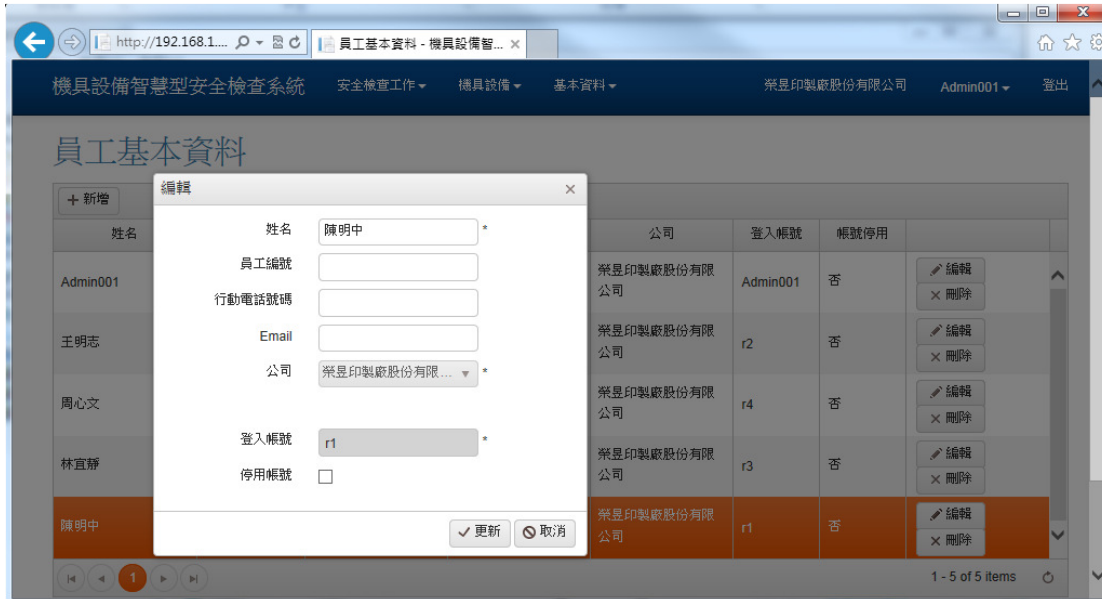 http://192.168.1....
員工基本資料 - 機具設備智... ×
機具設備智慧型安全檢查系統 安全檢查工作 機具設備 基本資料 榮昱印製廠股份有限公司 Admin001 登出
員工基本資料
+ 新增
編輯 ×
姓名 公司 登入帳號 帳號停用
姓名 陳明中 *
員工編號
行動電話號碼
Email
公司 榮昱印製廠股份有限... *
登入帳號 r1 *
停用帳號
更新 取消
Admin001 榮昱印製廠股份有限
公司 Admin001 否 編輯
× 刪除
王明志 榮昱印製廠股份有限
公司 r2 否 編輯
× 刪除
周心文 榮昱印製廠股份有限
公司 r4 否 編輯
× 刪除
林宜靜 榮昱印製廠股份有限
公司 r3 否 編輯
× 刪除
陳明中 榮昱印製廠股份有限
公司 r1 否 編輯
× 刪除
1
1 - 5 of 5 items